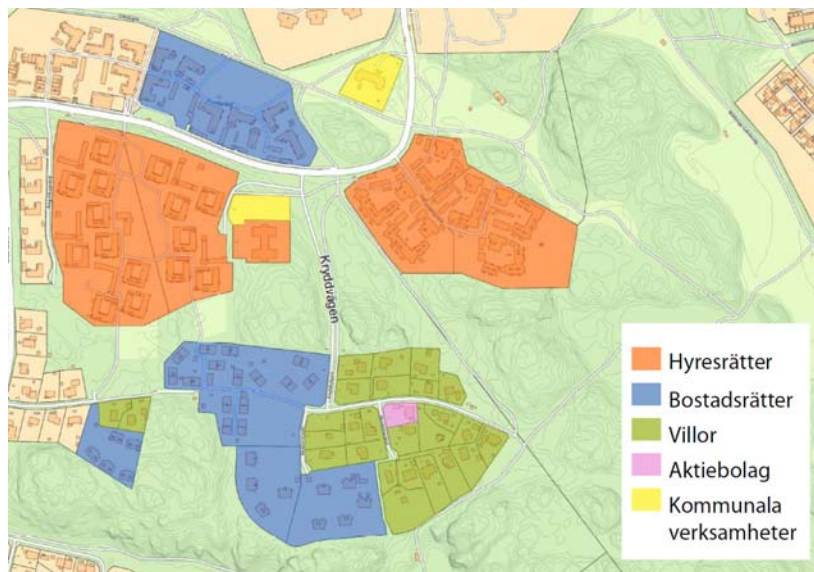 Kryddvägen
Hyresrätter
Bostadsrätter
Villor
Aktiebolag
Kommunala
verksamheter